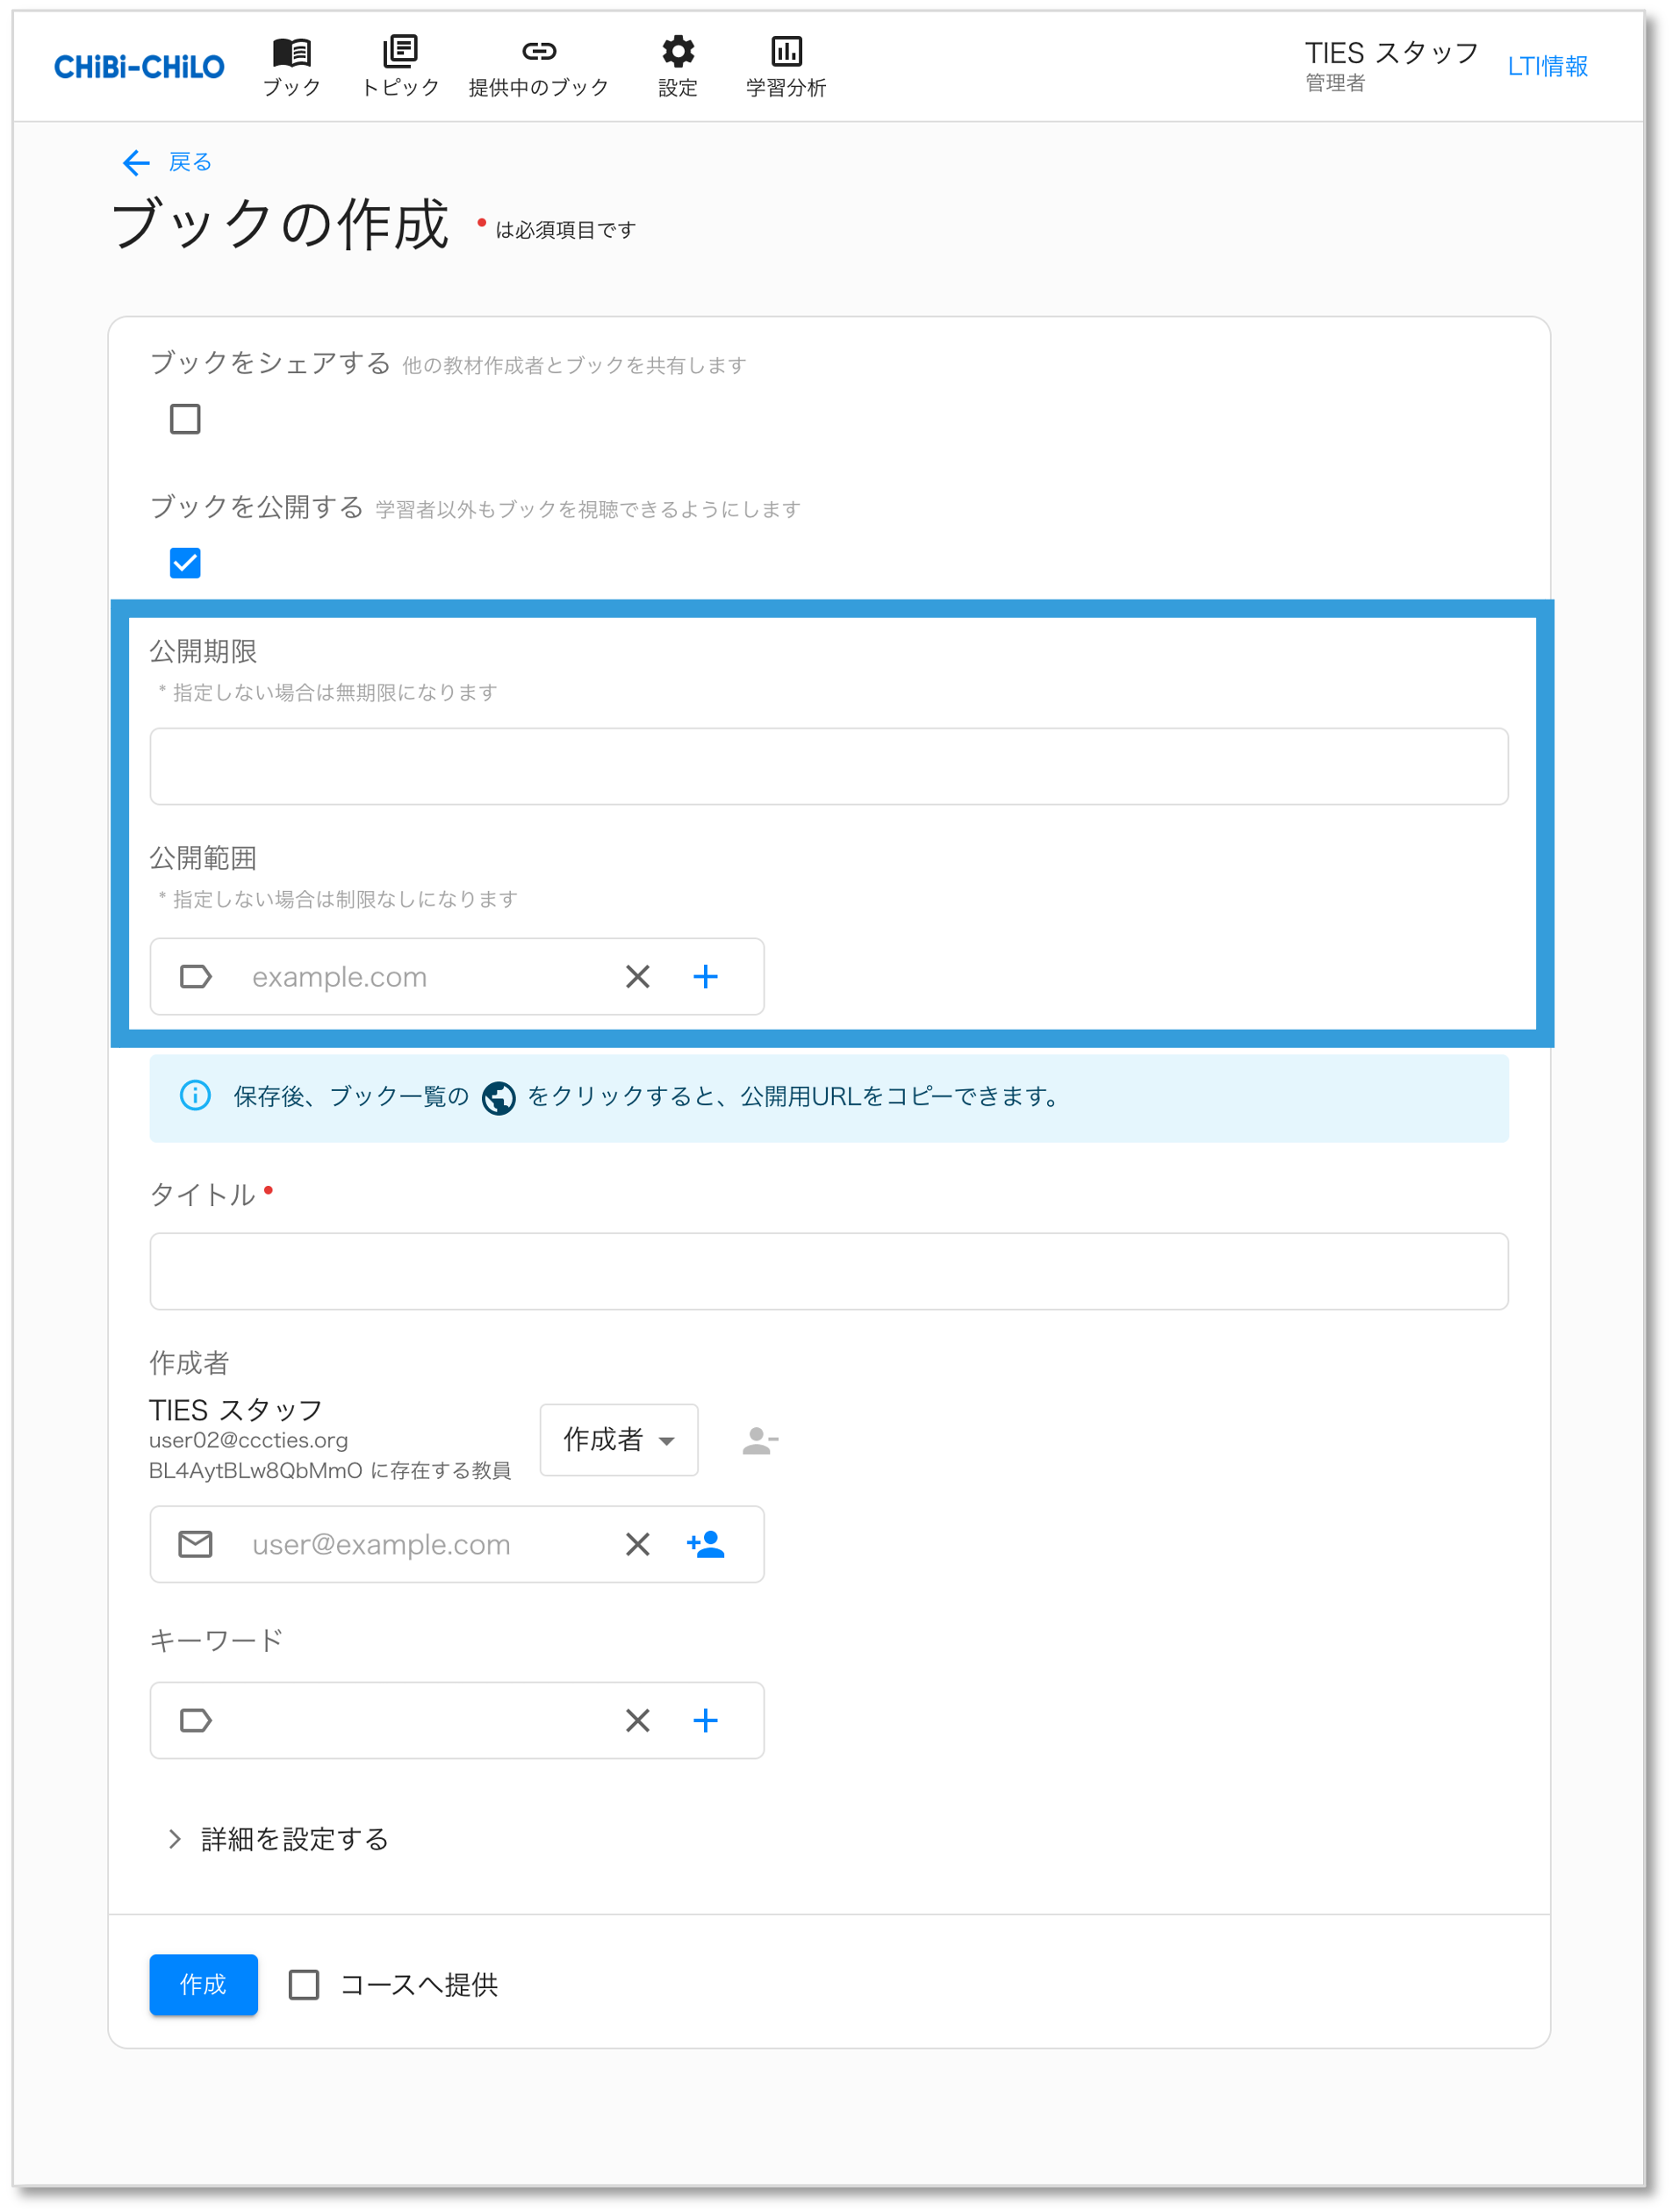 CHiBi-CHiLO
ブック
トピック
提供中のブック
設定
学習分析
TIES スタッフ
管理者
LTI情報
戻る
ブックの作成 • は必須項目です
ブックをシェアする 他の教材作成者とブックを共有します
ブックを公開する 学習者以外もブックを視聴できるようにします
公開期限
* 指定しない場合は無期限になります
公開範囲
* 指定しない場合は制限なしになります
example.com
保存後、ブック一覧の をクリックすると、公開用URLをコピーできます。
タイトル •
作成者
TIES スタッフ
user02@cccties.org
BL4AytBLw8QbMmO に存在する教員
作成者
user@example.com
キーワード
詳細を設定する
作成
コースへ提供